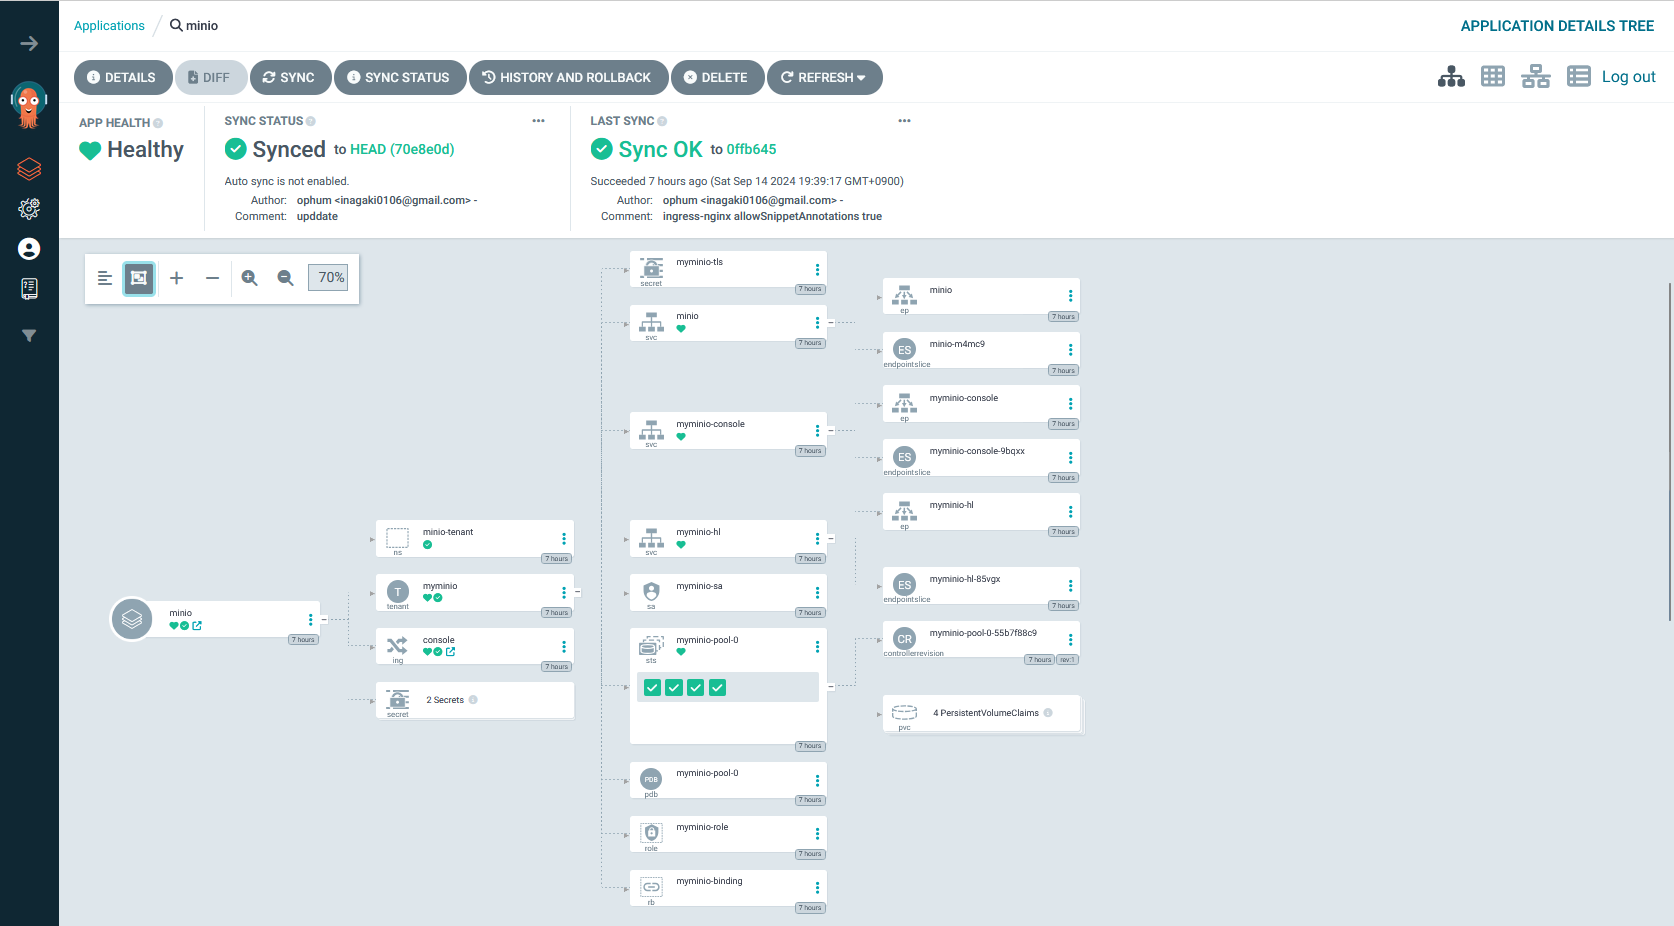 Applications / minio
APPLICATION DETAILS TREE
DETAILS
DIFF
SYNC
SYNC STATUS
HISTORY AND ROLLBACK
DELETE
REFRESH
Log out
APP HEALTH
Healthy
SYNC STATUS
Synced to HEAD (70e8e0d)
Auto sync is not enabled.
Author: ophum <inagaki0106@gmail.com> -
Comment: upddate
LAST SYNC
Sync OK to 0ffb645
Succeeded 7 hours ago (Sat Sep 14 2024 19:39:17 GMT+0900)
Author: ophum <inagaki0106@gmail.com> -
Comment: ingress-nginx allowSnippetAnnotations true
70%
minio
7 hours
minio-tenant
ns
7 hours
T
myminio
tenant
7 hours
console
ing
7 hours
2 Secrets
secret
myminio-tls
secret
7 hours
minio
svc
7 hours
myminio-console
svc
7 hours
myminio-hl
svc
7 hours
myminio-sa
sa
7 hours
myminio-pool-0
sts
7 hours
PDB
myminio-pool-0
pdb
7 hours
myminio-role
role
7 hours
myminio-binding
rb
7 hours
minio
ep
7 hours
ES
minio-m4mc9
endpointslice
7 hours
myminio-console
ep
7 hours
ES
myminio-console-9bqxx
endpointslice
7 hours
myminio-hl
ep
7 hours
ES
myminio-hl-85vgx
endpointslice
7 hours
CR
myminio-pool-0-55b7f88c9
controllerrevision
7 hours rev:1
4 PersistentVolumeClaims
pvc